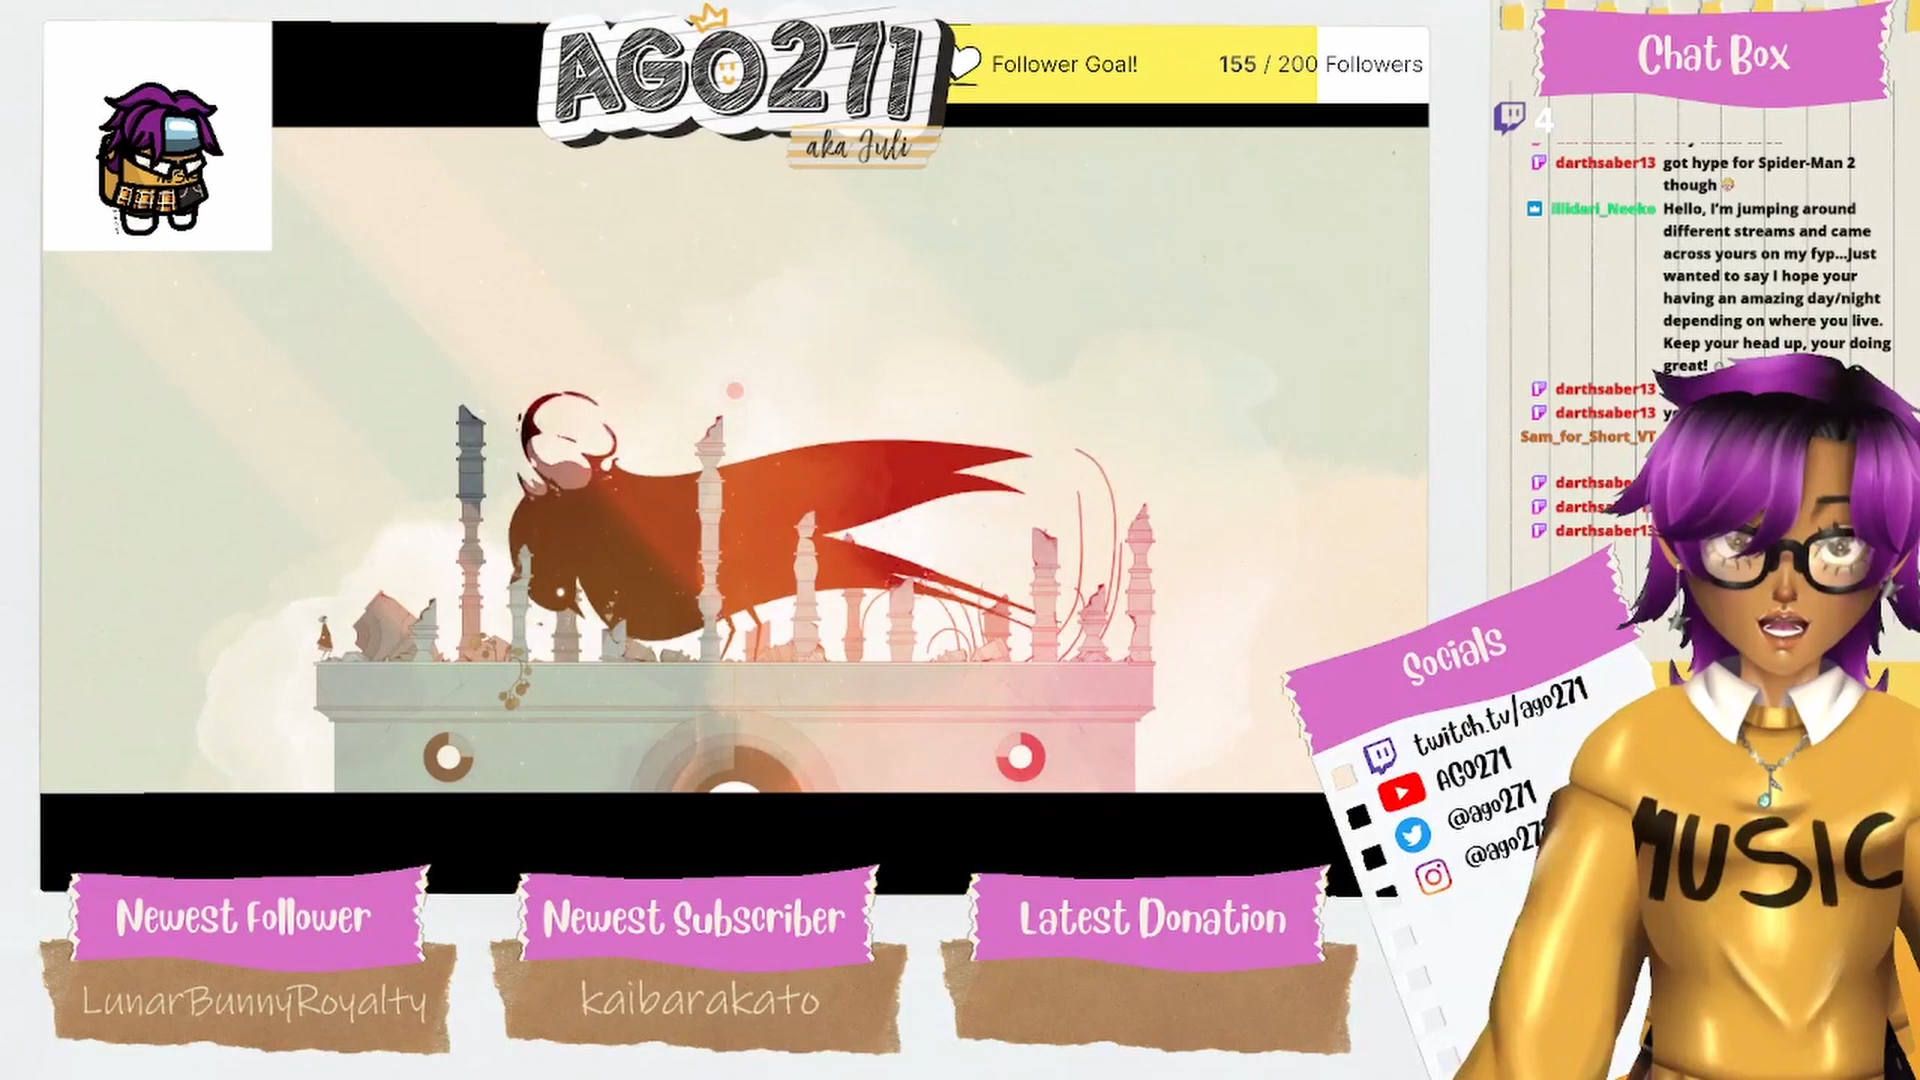 AGO271
aka Juli
Follower Goal!
155 / 200 Followers
Chat Box
4
darthsaber13 got hype for Spider-Man 2
though
Illidari_Neeko Hello, I'm jumping around
different streams and came
across yours on my fyp...Just
wanted to say I hope your
having an amazing day/night
depending on where you live.
Keep your head up, your doing
great!
darthsaber13
darthsaber13
Sam_for_Short_VT
darthsaber13
Socials
twitch.tv/ago271
AGO271
@ago271
MUSIC
Newest Follower
LunarBunnyRoyalty
Newest Subscriber
kaibarakato
Latest Donation